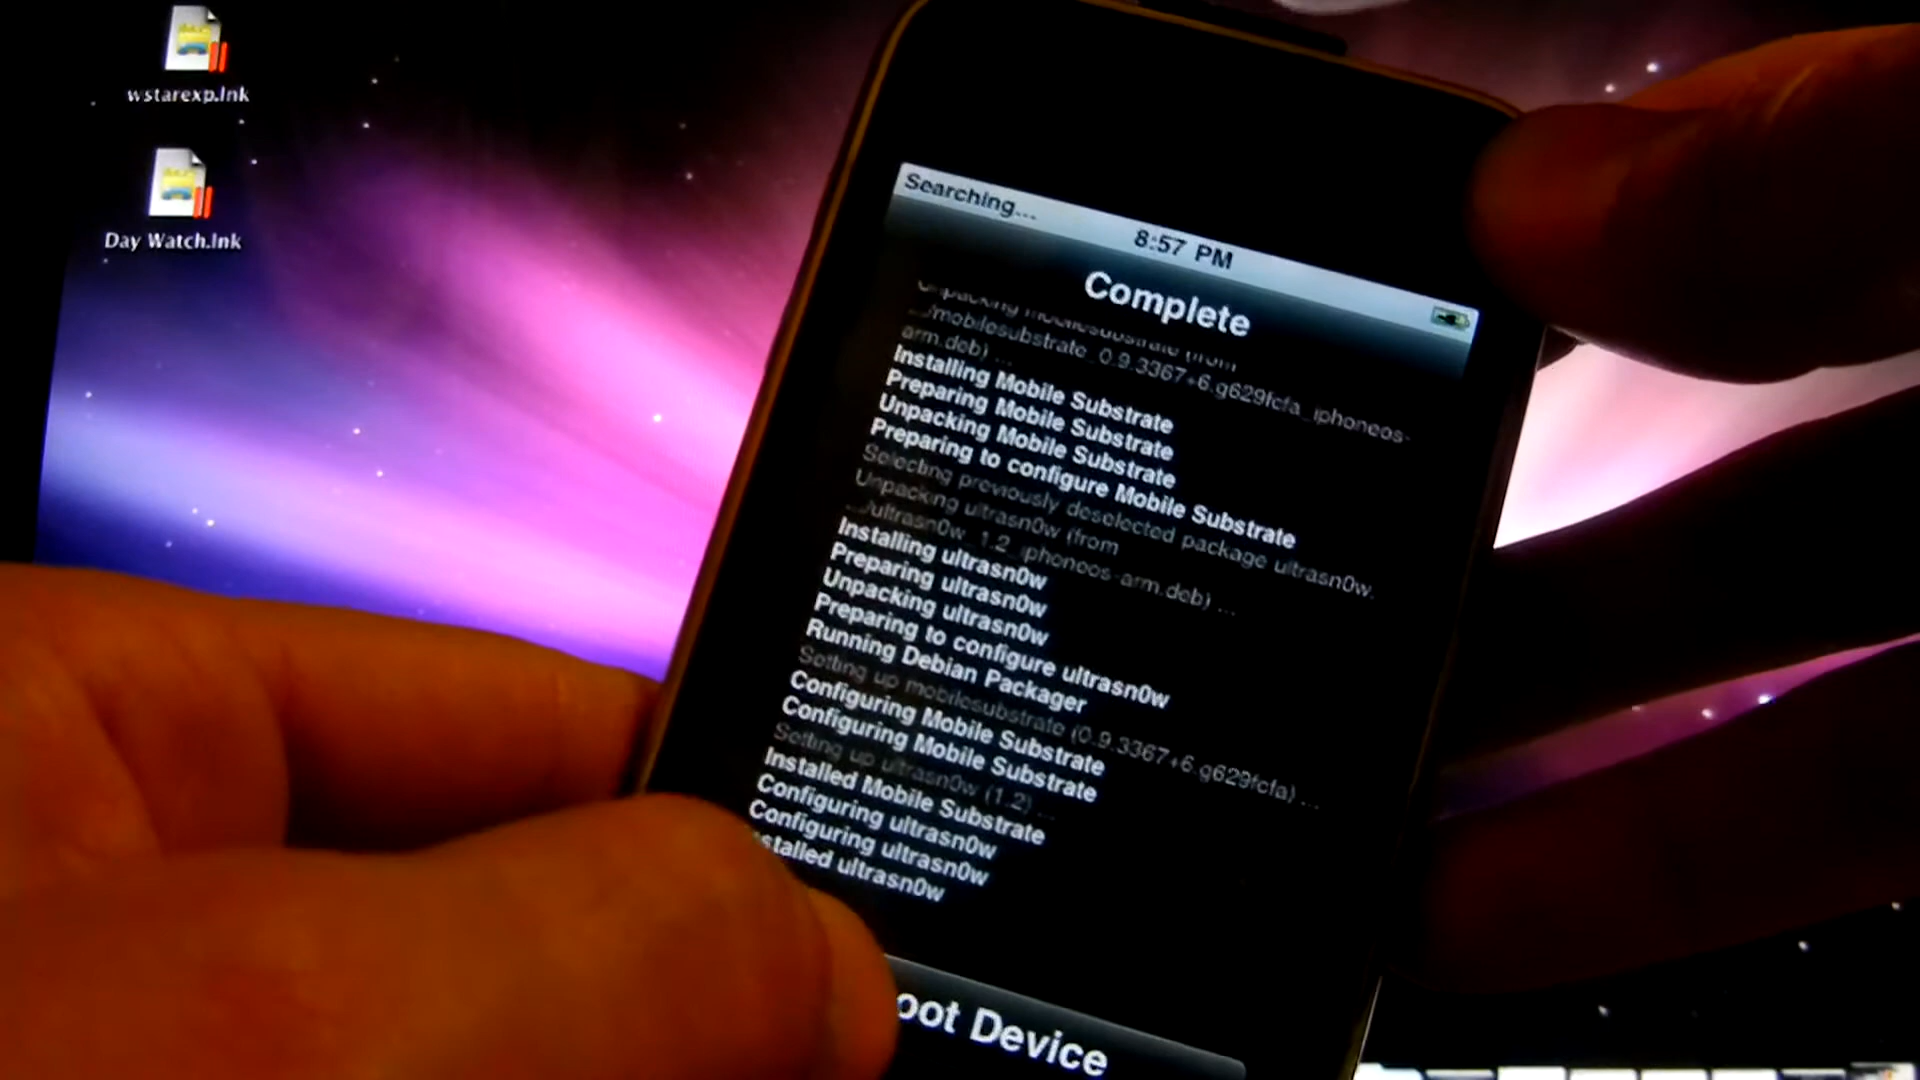 wstarexp.lnk
Day Watch.lnk
Searching...
8:57 PM
Complete
Unpacking mobilesubstrate (from
.../mobilesubstrate_0.9.3367+6.g629fcfa_iphoneos-
arm.deb) ...
Installing Mobile Substrate
Preparing Mobile Substrate
Unpacking Mobile Substrate
Preparing to configure Mobile Substrate
Selecting previously deselected package ultrasn0w.
Unpacking ultrasn0w (from
.../ultrasn0w_1.2_iphoneos-arm.deb) ...
Installing ultrasn0w
Preparing ultrasn0w
Unpacking ultrasn0w
Preparing to configure ultrasn0w
Running Debian Packager
Setting up mobilesubstrate (0.9.3367+6.g629fcfa) ...
Configuring Mobile Substrate
Configuring Mobile Substrate
Setting up ultrasn0w (1.2) ...
Installed Mobile Substrate
Configuring ultrasn0w
Configuring ultrasn0w
stalled ultrasn0w
oot Device